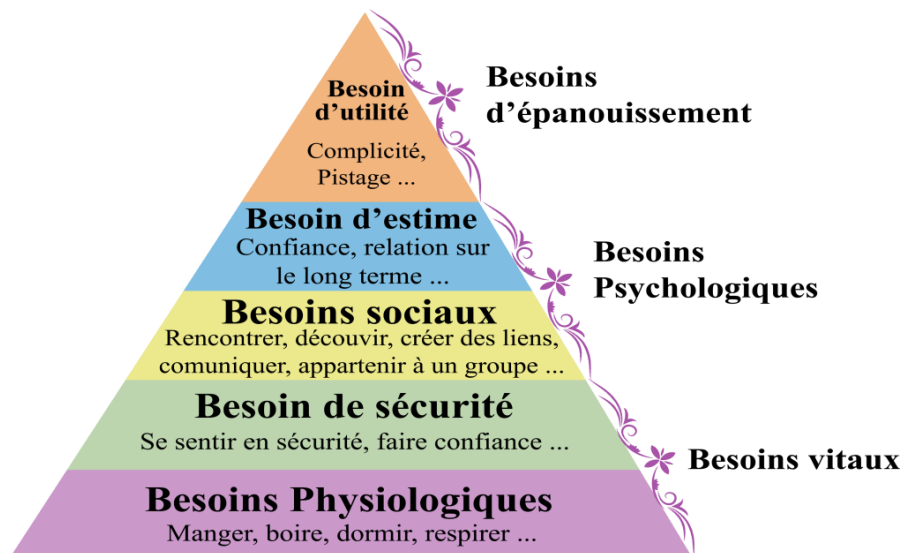 Besoin
d'utilité
Complicité,
Pistage ...
Besoins
d'épanouissement
Besoin d'estime
Confiance, relation sur
le long terme ...
Besoins
Psychologiques
Besoins sociaux
Rencontrer, découvir, créer des liens,
comuniquer, appartenir à un groupe ...
Besoin de sécurité
Se sentir en sécurité, faire confiance ...
Besoins vitaux
Besoins Physiologiques
Manger, boire, dormir, respirer ...